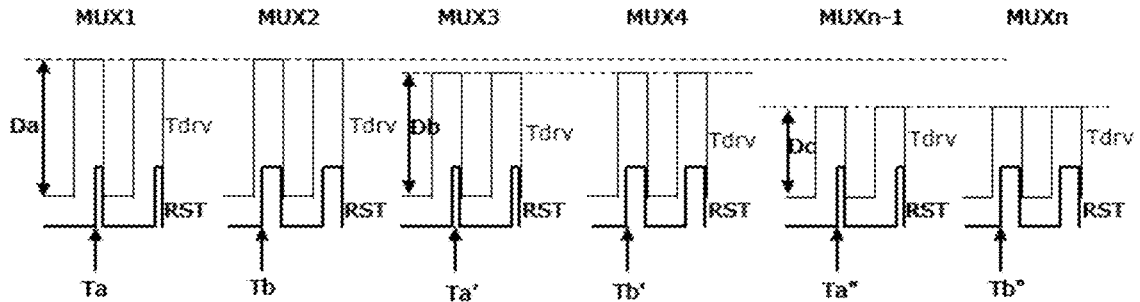 MUX1 MUX2 MUX3 MUX4 MUXn-1 MUXn
Da Tdrv Tdrv Db Tdrv Tdrv Dc Tdrv Tdrv
RST RST RST RST RST RST
Ta Tb Ta' Tb' Ta" Tb"